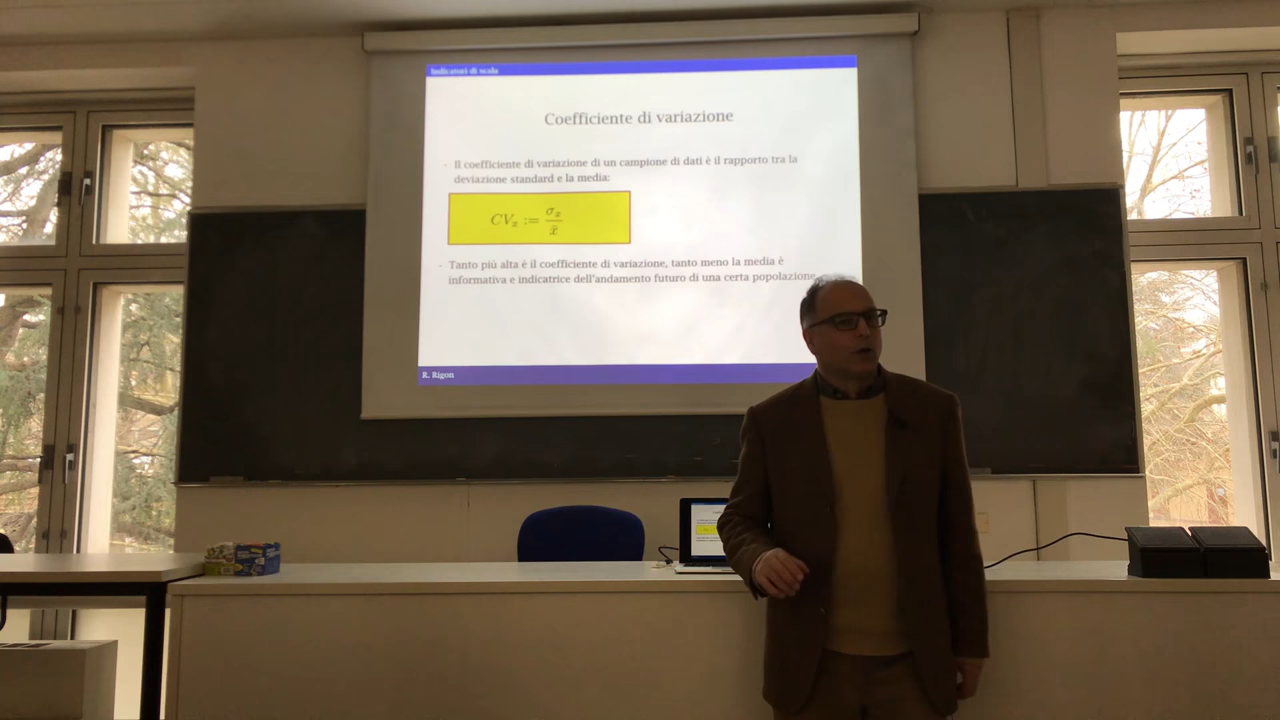 Indicatori di scala
Coefficiente di variazione
· Il coefficiente di variazione di un campione di dati è il rapporto tra la
deviazione standard e la media:
CVₓ := σₓ / x̄
· Tanto più alta è il coefficiente di variazione, tanto meno la media è
informativa e indicatrice dell'andamento futuro di una certa popolazione
R. Rigon